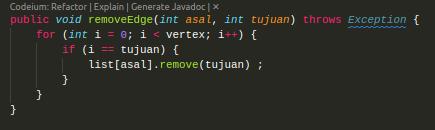 Codeium: Refactor | Explain | Generate Javadoc | ✕
public void removeEdge(int asal, int tujuan) throws Exception {
    for (int i = 0; i < vertex; i++) {
        if (i == tujuan) {
            list[asal].remove(tujuan) ;
        }
    }
}